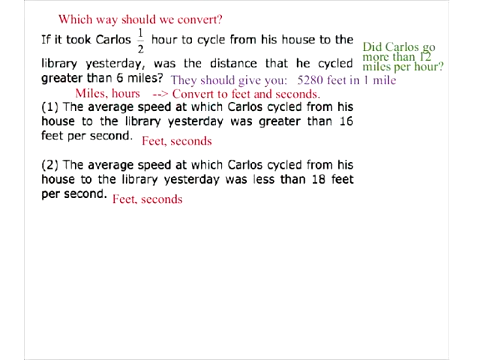 Which way should we convert?
If it took Carlos 1/2 hour to cycle from his house to the
library yesterday, was the distance that he cycled
greater than 6 miles? They should give you: 5280 feet in 1 mile
Did Carlos go
more than 12
miles per hour?
Miles, hours --> Convert to feet and seconds.
(1) The average speed at which Carlos cycled from his
house to the library yesterday was greater than 16
feet per second. Feet, seconds
(2) The average speed at which Carlos cycled from his
house to the library yesterday was less than 18 feet
per second. Feet, seconds